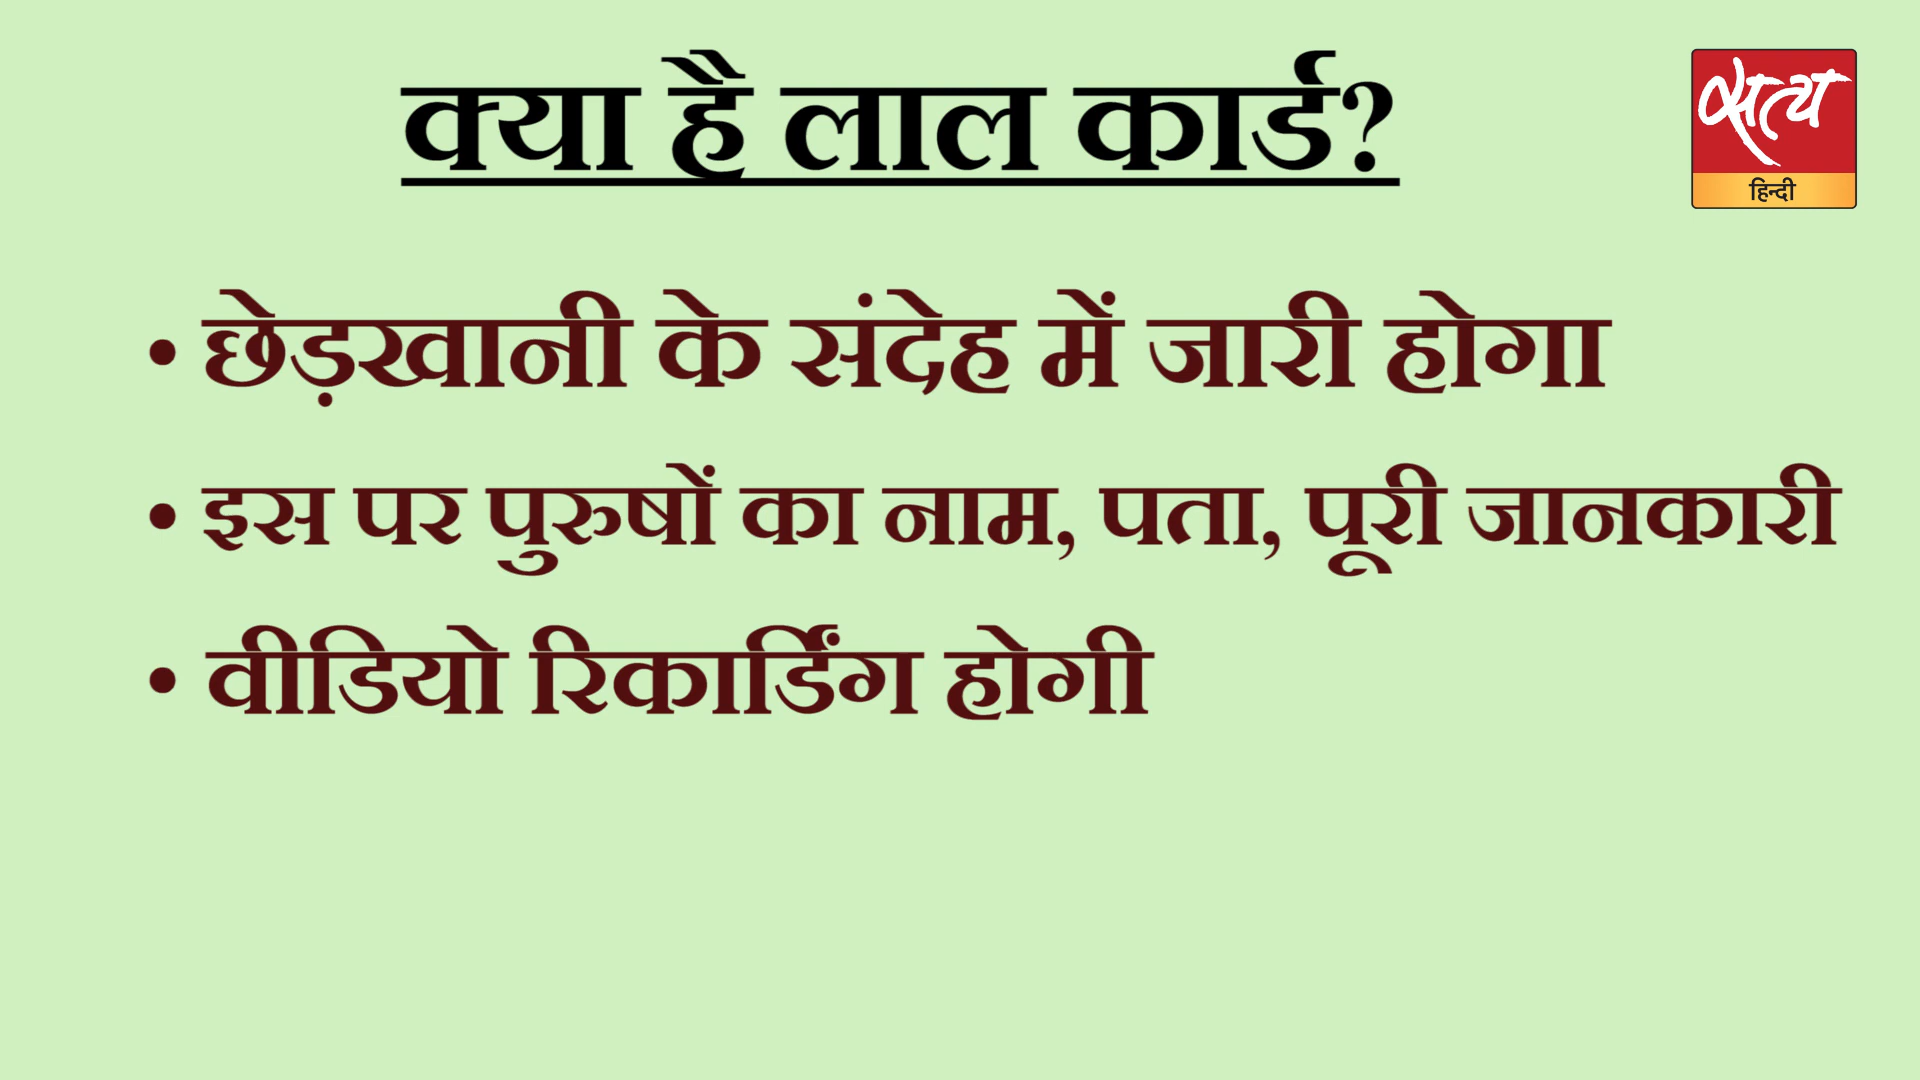 क्या है लाल कार्ड?
सत्य
हिन्दी
• छेड़खानी के संदेह में जारी होगा
• इस पर पुरुषों का नाम, पता, पूरी जानकारी
• वीडियो रिकार्डिंग होगी